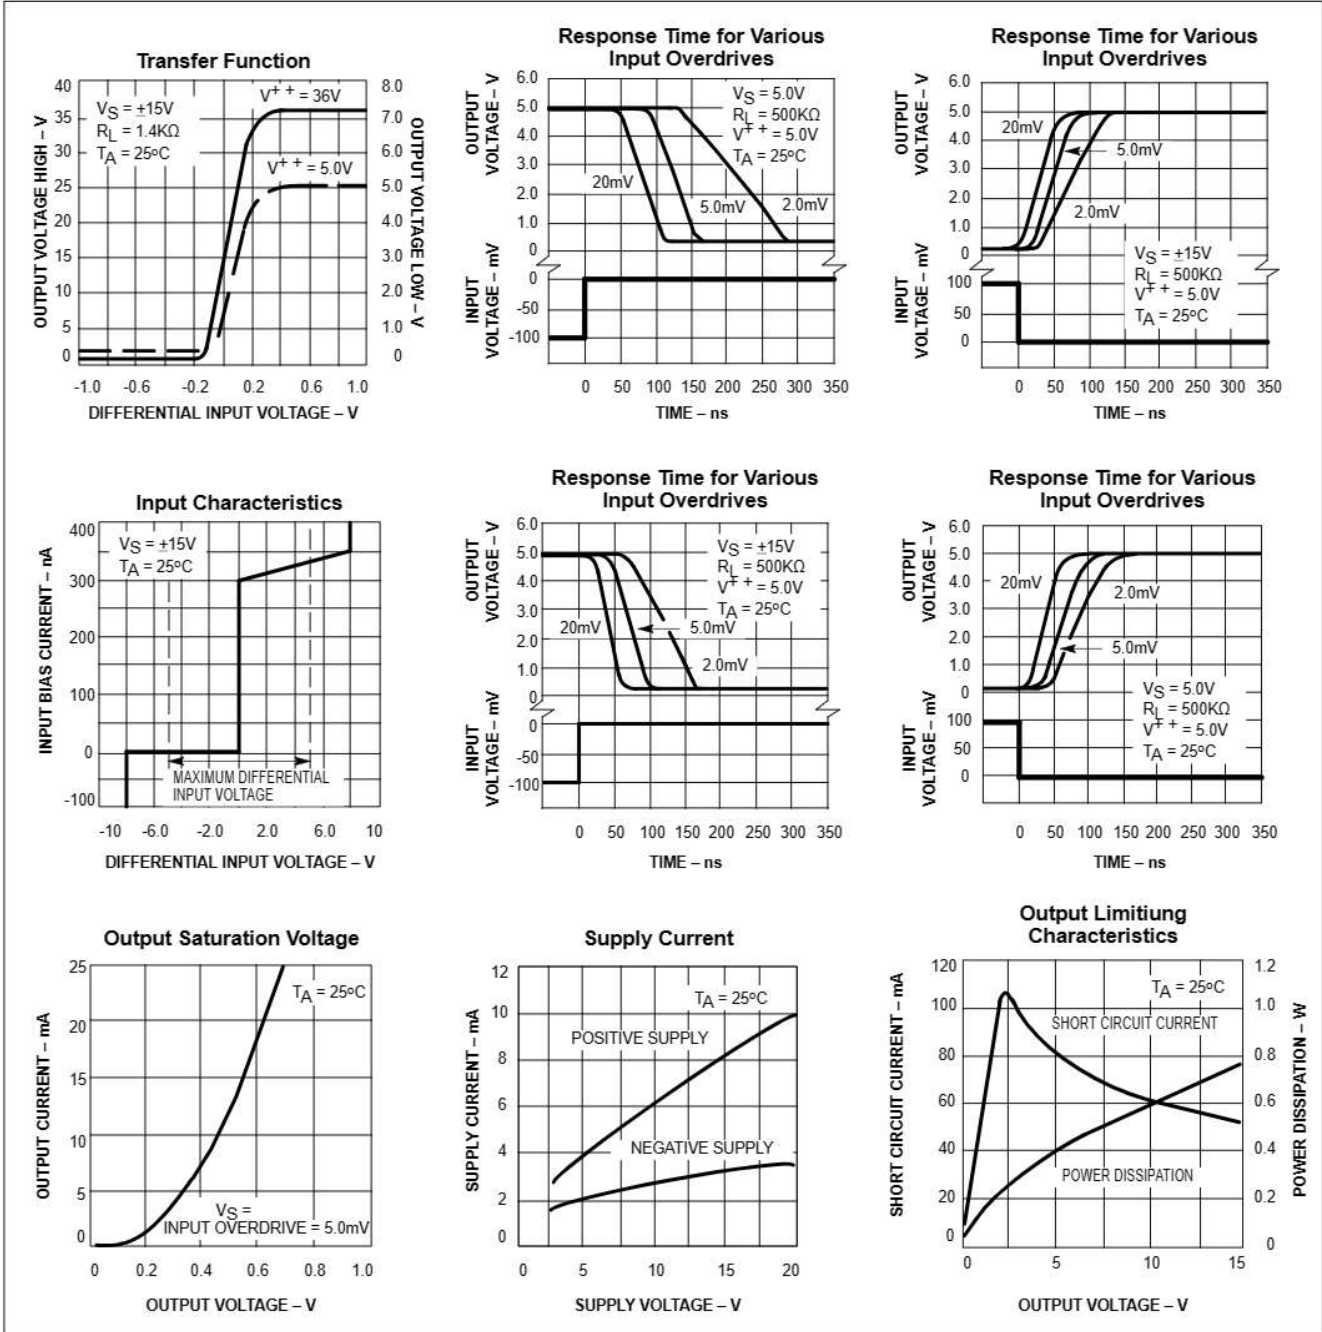 Transfer Function
40
35
30
25
20
15
10
5
0
OUTPUT VOLTAGE HIGH – V
VS = ±15V
RL = 1.4KΩ
TA = 25ºC
V++ = 36V
V++ = 5.0V
8.0
7.0
6.0
5.0
4.0
3.0
2.0
1.0
0
OUTPUT VOLTAGE LOW – V
-1.0 -0.6 -0.2 0.2 0.6 1.0
DIFFERENTIAL INPUT VOLTAGE – V
Response Time for Various
Input Overdrives
6.0
5.0
4.0
3.0
2.0
1.0
0
OUTPUT
VOLTAGE – V
VS = 5.0V
RL = 500KΩ
V++ = 5.0V
TA = 25ºC
20mV
5.0mV
2.0mV
0
-50
-100
INPUT
VOLTAGE – mV
0 50 100 150 200 250 300 350
TIME – ns
Response Time for Various
Input Overdrives
6.0
5.0
4.0
3.0
2.0
1.0
0
OUTPUT
VOLTAGE – V
20mV
5.0mV
2.0mV
VS = ±15V
RL = 500KΩ
V++ = 5.0V
TA = 25ºC
100
50
0
INPUT
VOLTAGE – mV
0 50 100 150 200 250 300 350
TIME – ns
Input Characteristics
400
300
200
100
0
-100
INPUT BIAS CURRENT – nA
VS = ±15V
TA = 25ºC
MAXIMUM DIFFERENTIAL
INPUT VOLTAGE
-10 -6.0 -2.0 2.0 6.0 10
DIFFERENTIAL INPUT VOLTAGE – V
Response Time for Various
Input Overdrives
6.0
5.0
4.0
3.0
2.0
1.0
0
OUTPUT
VOLTAGE – V
VS = ±15V
RL = 500KΩ
V++ = 5.0V
TA = 25ºC
20mV
5.0mV
2.0mV
0
-50
-100
INPUT
VOLTAGE – mV
0 50 100 150 200 250 300 350
TIME – ns
Response Time for Various
Input Overdrives
6.0
5.0
4.0
3.0
2.0
1.0
0
OUTPUT
VOLTAGE – V
20mV
2.0mV
5.0mV
VS = 5.0V
RL = 500KΩ
V++ = 5.0V
TA = 25ºC
100
50
0
INPUT
VOLTAGE – mV
0 50 100 150 200 250 300 350
TIME – ns
Output Saturation Voltage
25
20
15
10
5
0
OUTPUT CURRENT – mA
TA = 25ºC
VS =
INPUT OVERDRIVE = 5.0mV
0 0.2 0.4 0.6 0.8 1.0
OUTPUT VOLTAGE – V
Supply Current
12
10
8
6
4
2
0
SUPPLY CURRENT – mA
TA = 25ºC
POSITIVE SUPPLY
NEGATIVE SUPPLY
0 5 10 15 20
SUPPLY VOLTAGE – V
Output Limitiung
Characteristics
120
100
80
60
40
20
0
SHORT CIRCUIT CURRENT – mA
TA = 25ºC
SHORT CIRCUIT CURRENT
POWER DISSIPATION
1.2
1.0
0.8
0.6
0.4
0.2
0
POWER DISSIPATION – W
0 5 10 15
OUTPUT VOLTAGE – V